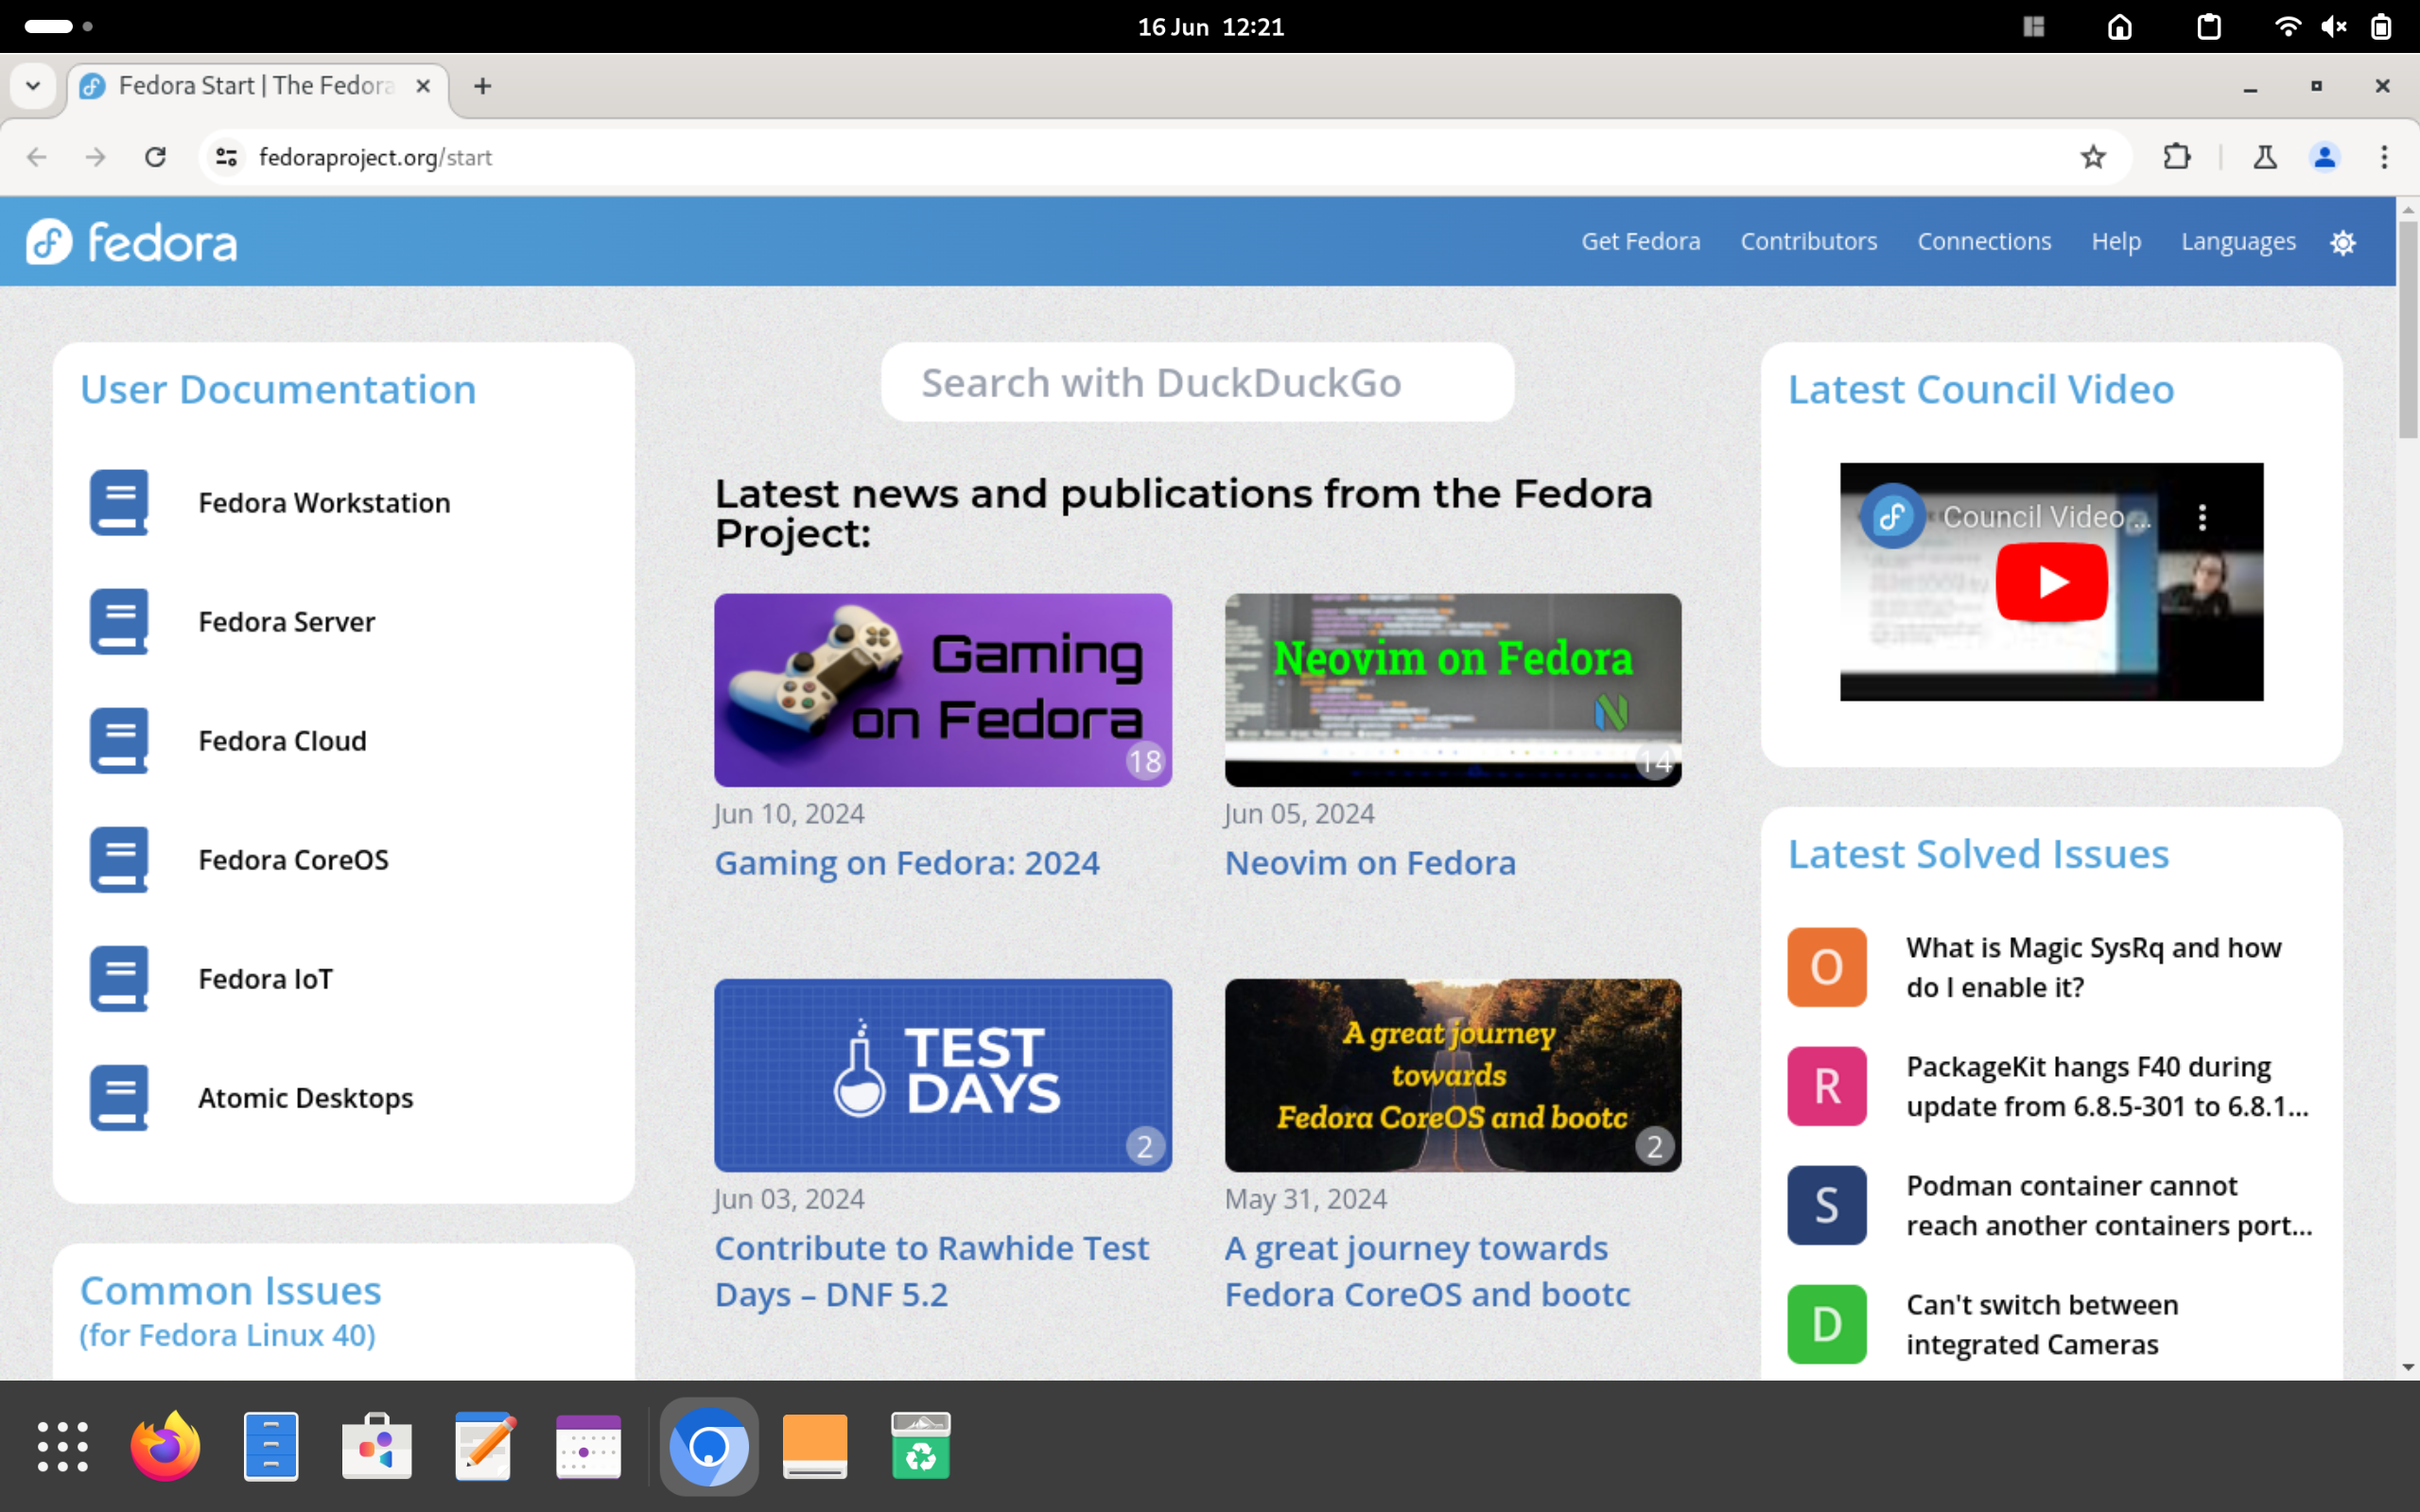 16 Jun 12:21
Fedora Start | The Fedora
fedoraproject.org/start
fedora
Get Fedora
Contributors
Connections
Help
Languages
User Documentation
Fedora Workstation
Fedora Server
Fedora Cloud
Fedora CoreOS
Fedora IoT
Atomic Desktops
Common Issues
(for Fedora Linux 40)
Search with DuckDuckGo
Latest news and publications from the Fedora
Project:
Gaming
on Fedora
18
Jun 10, 2024
Gaming on Fedora: 2024
Neovim on Fedora
14
Jun 05, 2024
Neovim on Fedora
TEST
DAYS
2
Jun 03, 2024
Contribute to Rawhide Test
Days – DNF 5.2
A great journey
towards
Fedora CoreOS and bootc
2
May 31, 2024
A great journey towards
Fedora CoreOS and bootc
Latest Council Video
Council Video ...
Latest Solved Issues
O
What is Magic SysRq and how
do I enable it?
R
PackageKit hangs F40 during
update from 6.8.5-301 to 6.8.1...
S
Podman container cannot
reach another containers port...
D
Can't switch between
integrated Cameras